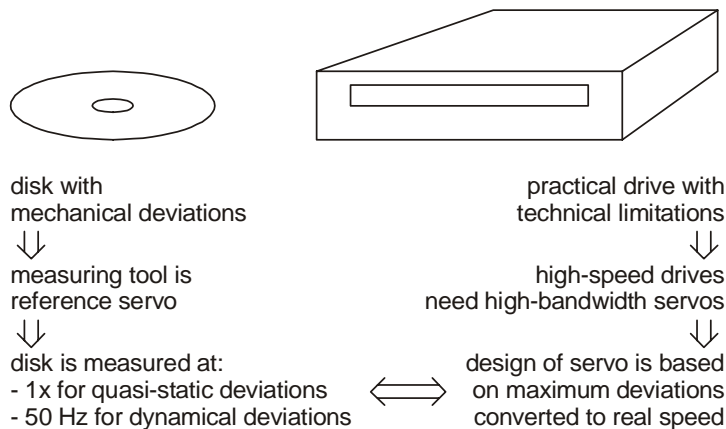 disk with
mechanical deviations
measuring tool is
reference servo
disk is measured at:
- 1x for quasi-static deviations
- 50 Hz for dynamical deviations
practical drive with
technical limitations
high-speed drives
need high-bandwidth servos
design of servo is based
on maximum deviations
converted to real speed